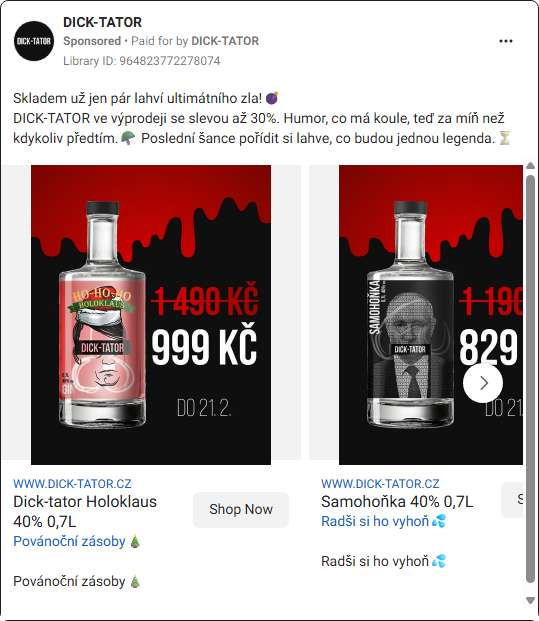 DICK-TATOR
DICK-TATOR
Sponsored • Paid for by DICK-TATOR
Library ID: 964823772278074
Skladem už jen pár lahví ultimátního zla! 💣
DICK-TATOR ve výprodeji se slevou až 30%. Humor, co má koule, teď za míň než
kdykoliv předtím. 🪖 Poslední šance pořídit si lahve, co budou jednou legenda. ⏳
HO-HO-HO
HOLOKLAUS
DICK-TATOR
GIN
1 490 KČ
999 KČ
DO 21. 2.
SAMOHOŇKA
DICK-TATOR
1 190
829
DO 21.
WWW.DICK-TATOR.CZ
Dick-tator Holoklaus
40% 0,7L
Povánoční zásoby 🎄
Povánoční zásoby 🎄
Shop Now
WWW.DICK-TATOR.CZ
Samohoňka 40% 0,7L
Radši si ho vyhoň 💦
Radši si ho vyhoň 💦
S